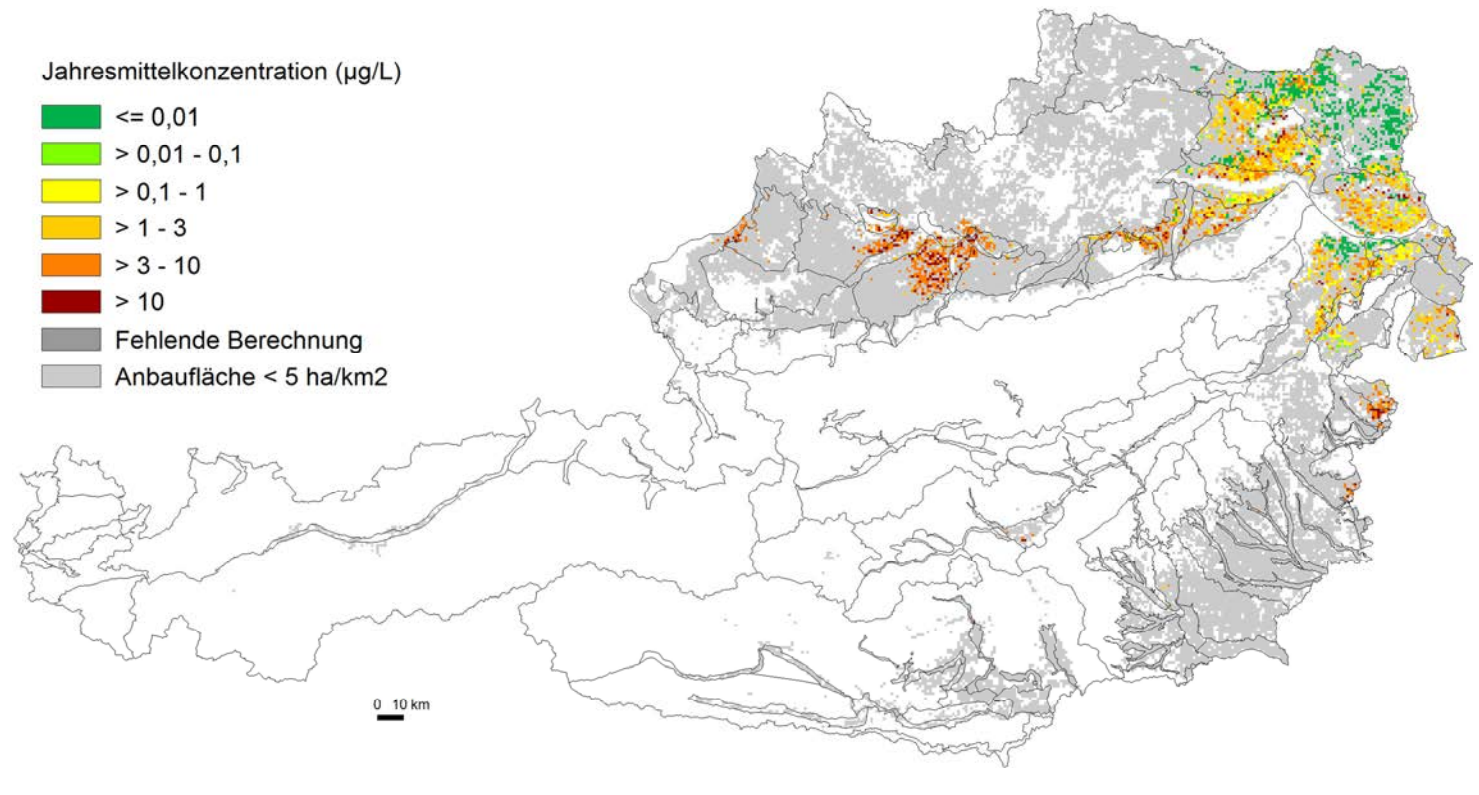 Jahresmittelkonzentration (µg/L)
<= 0,01
> 0,01 - 0,1
> 0,1 - 1
> 1 - 3
> 3 - 10
> 10
Fehlende Berechnung
Anbaufläche < 5 ha/km2
0 10 km